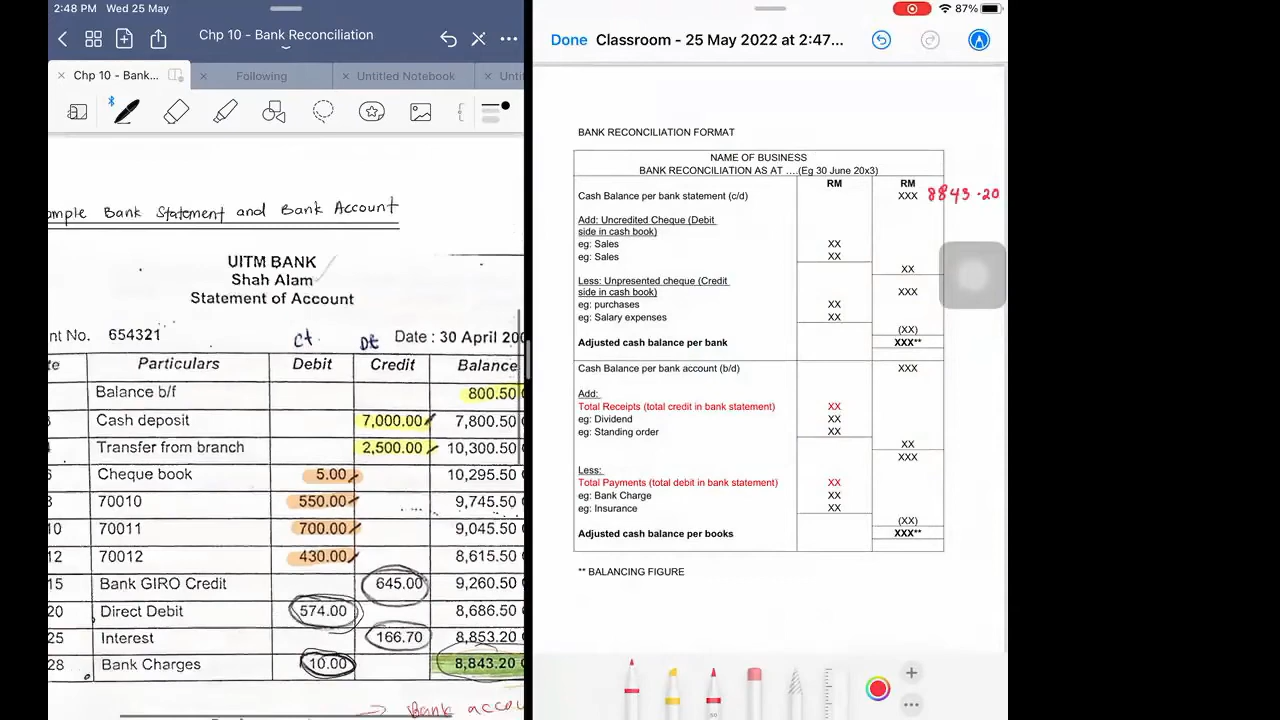 2:48 PM Wed 25 May
87%
Chp 10 - Bank Reconciliation
Done Classroom - 25 May 2022 at 2:47...
Chp 10 - Bank...
Following
Untitled Notebook
Unti
ample Bank Statement and Bank Account
UITM BANK
Shah Alam
Statement of Account
nt No. 654321
Ct
Dt
Date : 30 April 200
te Particulars Debit Credit Balance
Balance b/f 800.50
Cash deposit 7,000.00 7,800.50
Transfer from branch 2,500.00 10,300.50
Cheque book 5.00 10,295.50
70010 550.00 9,745.50
10 70011 700.00 9,045.50
12 70012 430.00 8,615.50
15 Bank GIRO Credit 645.00 9,260.50
20 Direct Debit 574.00 8,686.50
25 Interest 166.70 8,853.20
28 Bank Charges 10.00 8,843.20
→ Bank accou
BANK RECONCILIATION FORMAT
NAME OF BUSINESS
BANK RECONCILIATION AS AT ….(Eg 30 June 20x3)
RM RM
Cash Balance per bank statement (c/d) XXX 8843.20
Add: Uncredited Cheque (Debit
side in cash book)
eg: Sales XX
eg: Sales XX
XX
Less: Unpresented cheque (Credit XXX
side in cash book)
eg: purchases XX
eg: Salary expenses XX
(XX)
Adjusted cash balance per bank XXX**
Cash Balance per bank account (b/d) XXX
Add:
Total Receipts (total credit in bank statement) XX
eg: Dividend XX
eg: Standing order XX
XX
XXX
Less:
Total Payments (total debit in bank statement) XX
eg: Bank Charge XX
eg: Insurance XX
(XX)
Adjusted cash balance per books XXX**
** BALANCING FIGURE